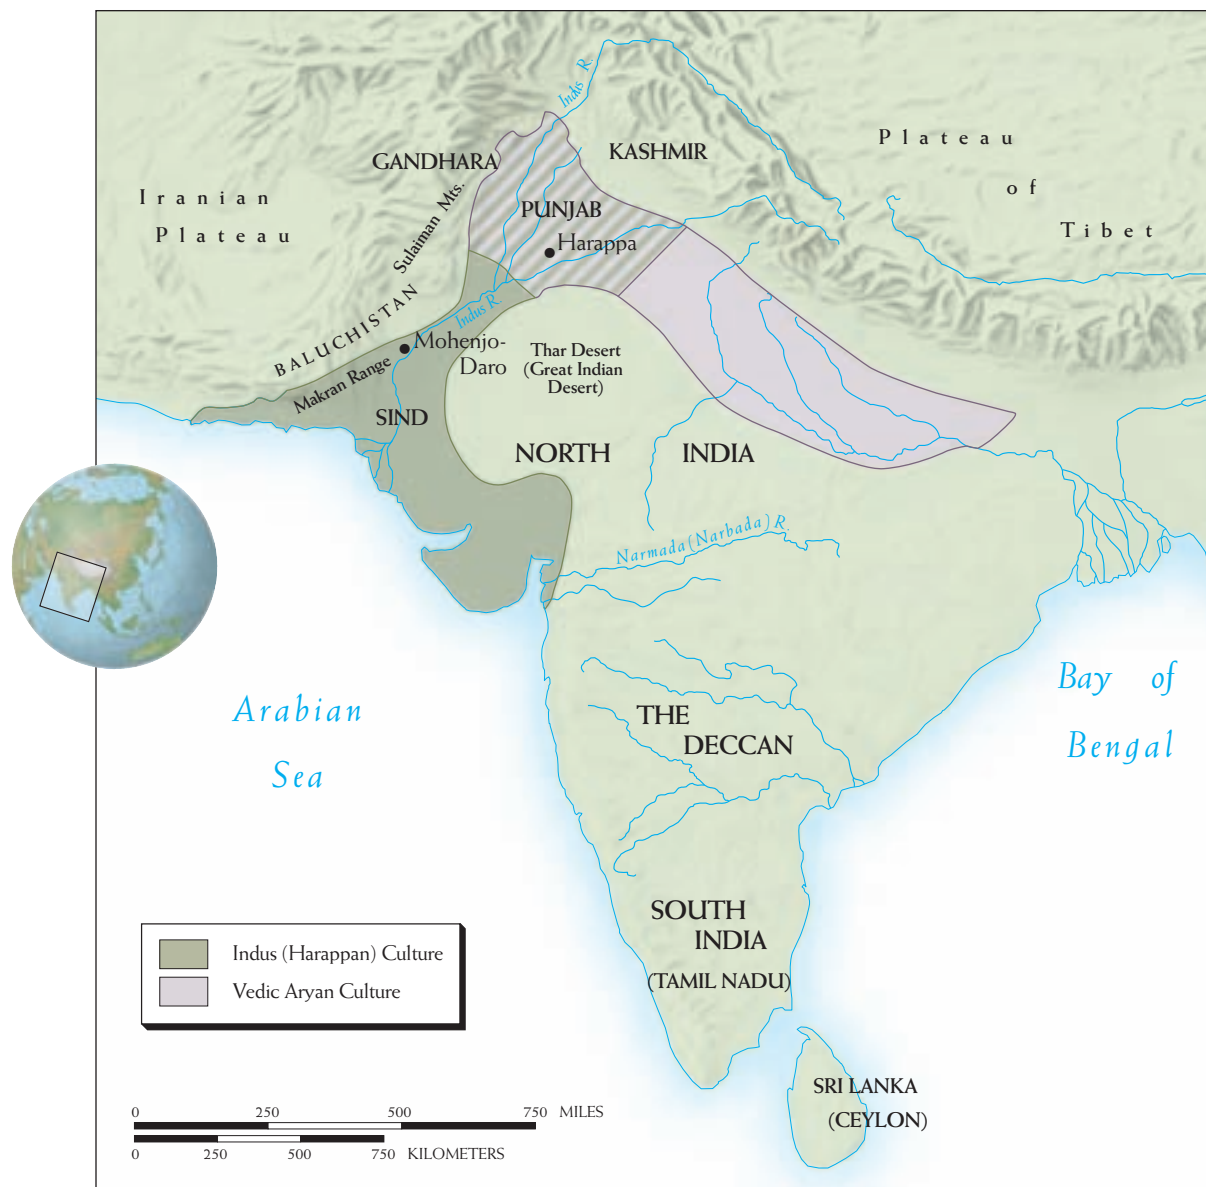 Indus R.
Plateau
of
Tibet
KASHMIR
GANDHARA
Iranian
Plateau
Sulaiman Mts.
PUNJAB
Harappa
BALUCHISTAN
Indus R.
Mohenjo-
Daro
Makran Range
Thar Desert
(Great Indian
Desert)
SIND
NORTH INDIA
Narmada (Narbada) R.
Arabian
Sea
Bay of
Bengal
THE
DECCAN
SOUTH
INDIA
(TAMIL NADU)
Indus (Harappan) Culture
Vedic Aryan Culture
SRI LANKA
(CEYLON)
0 250 500 750 MILES
0 250 500 750 KILOMETERS